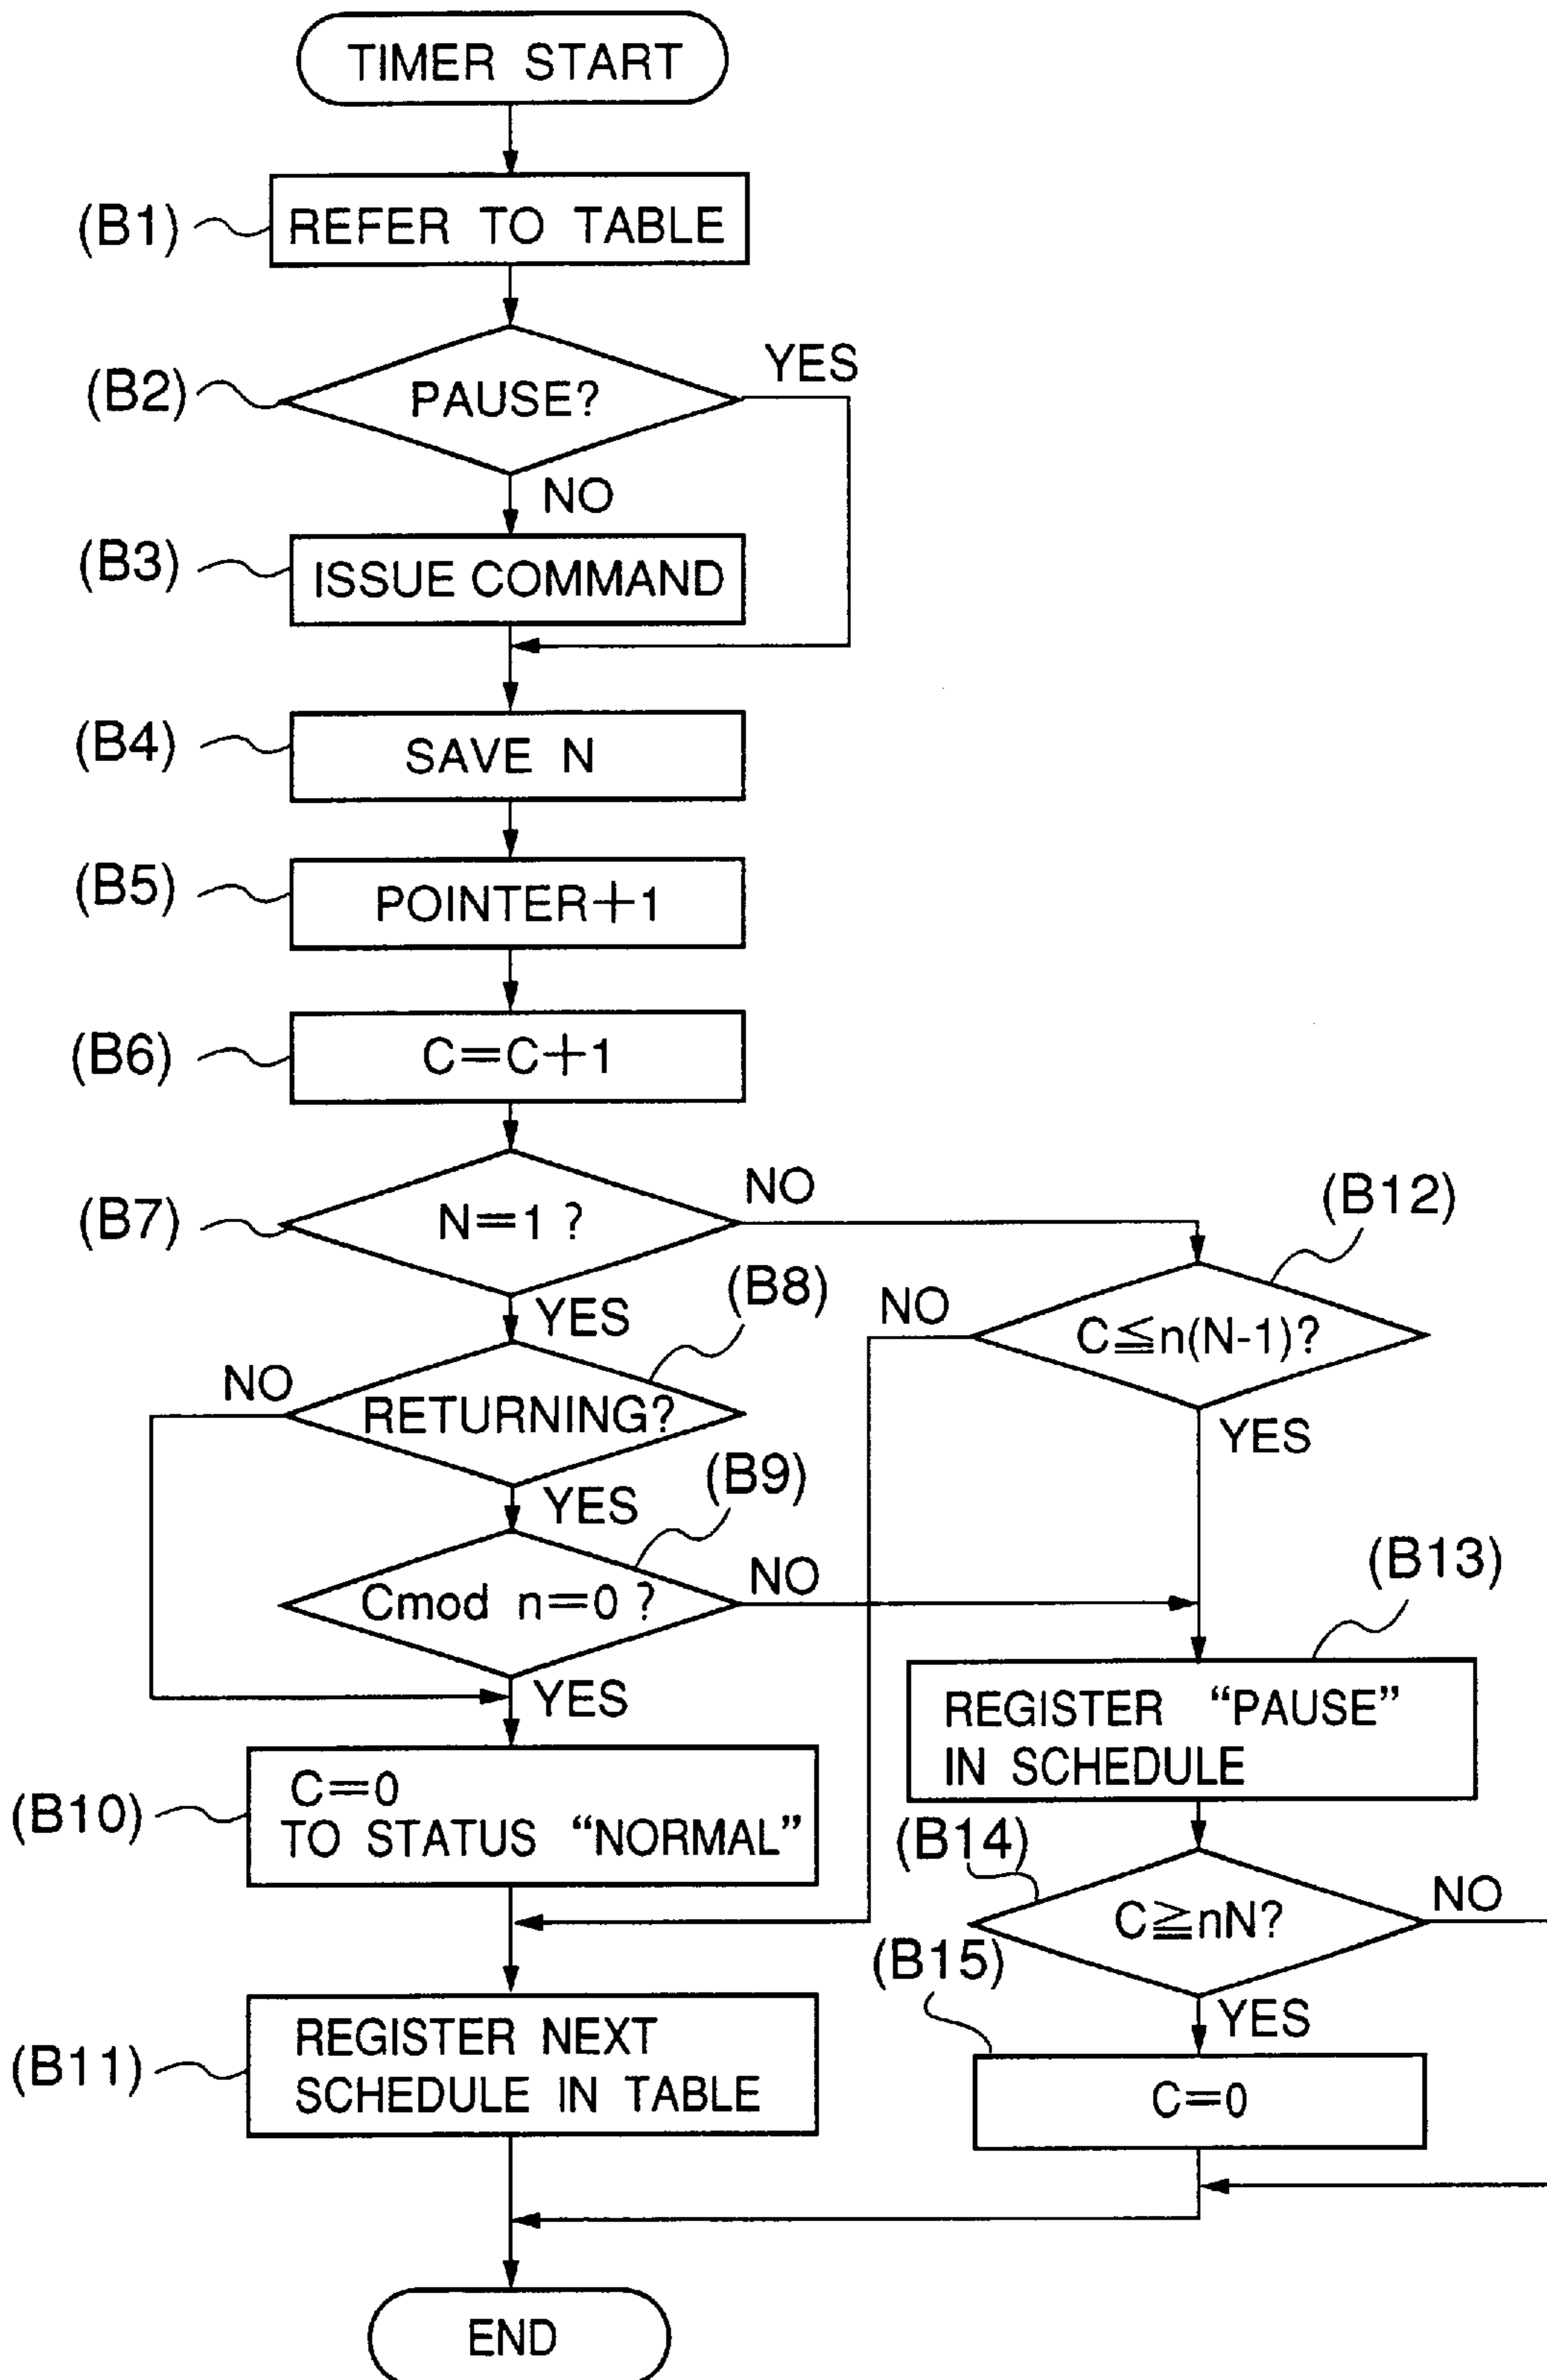 TIMER START
(B1)
REFER TO TABLE
(B2)
PAUSE?
YES
NO
(B3)
ISSUE COMMAND
(B4)
SAVE N
(B5)
POINTER+1
(B6)
C=C+1
(B7)
N=1 ?
NO
YES
(B12)
C≦n(N-1)?
NO
YES
(B8)
RETURNING?
NO
YES
(B9)
Cmod n=0 ?
NO
YES
(B13)
REGISTER “PAUSE”
IN SCHEDULE
(B10)
C=0
TO STATUS “NORMAL”
(B14)
C≧nN?
NO
YES
(B15)
C=0
(B11)
REGISTER NEXT
SCHEDULE IN TABLE
END